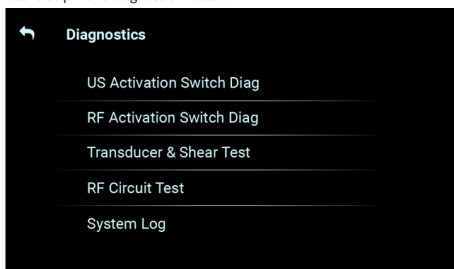 Diagnostics
US Activation Switch Diag
RF Activation Switch Diag
Transducer & Shear Test
RF Circuit Test
System Log